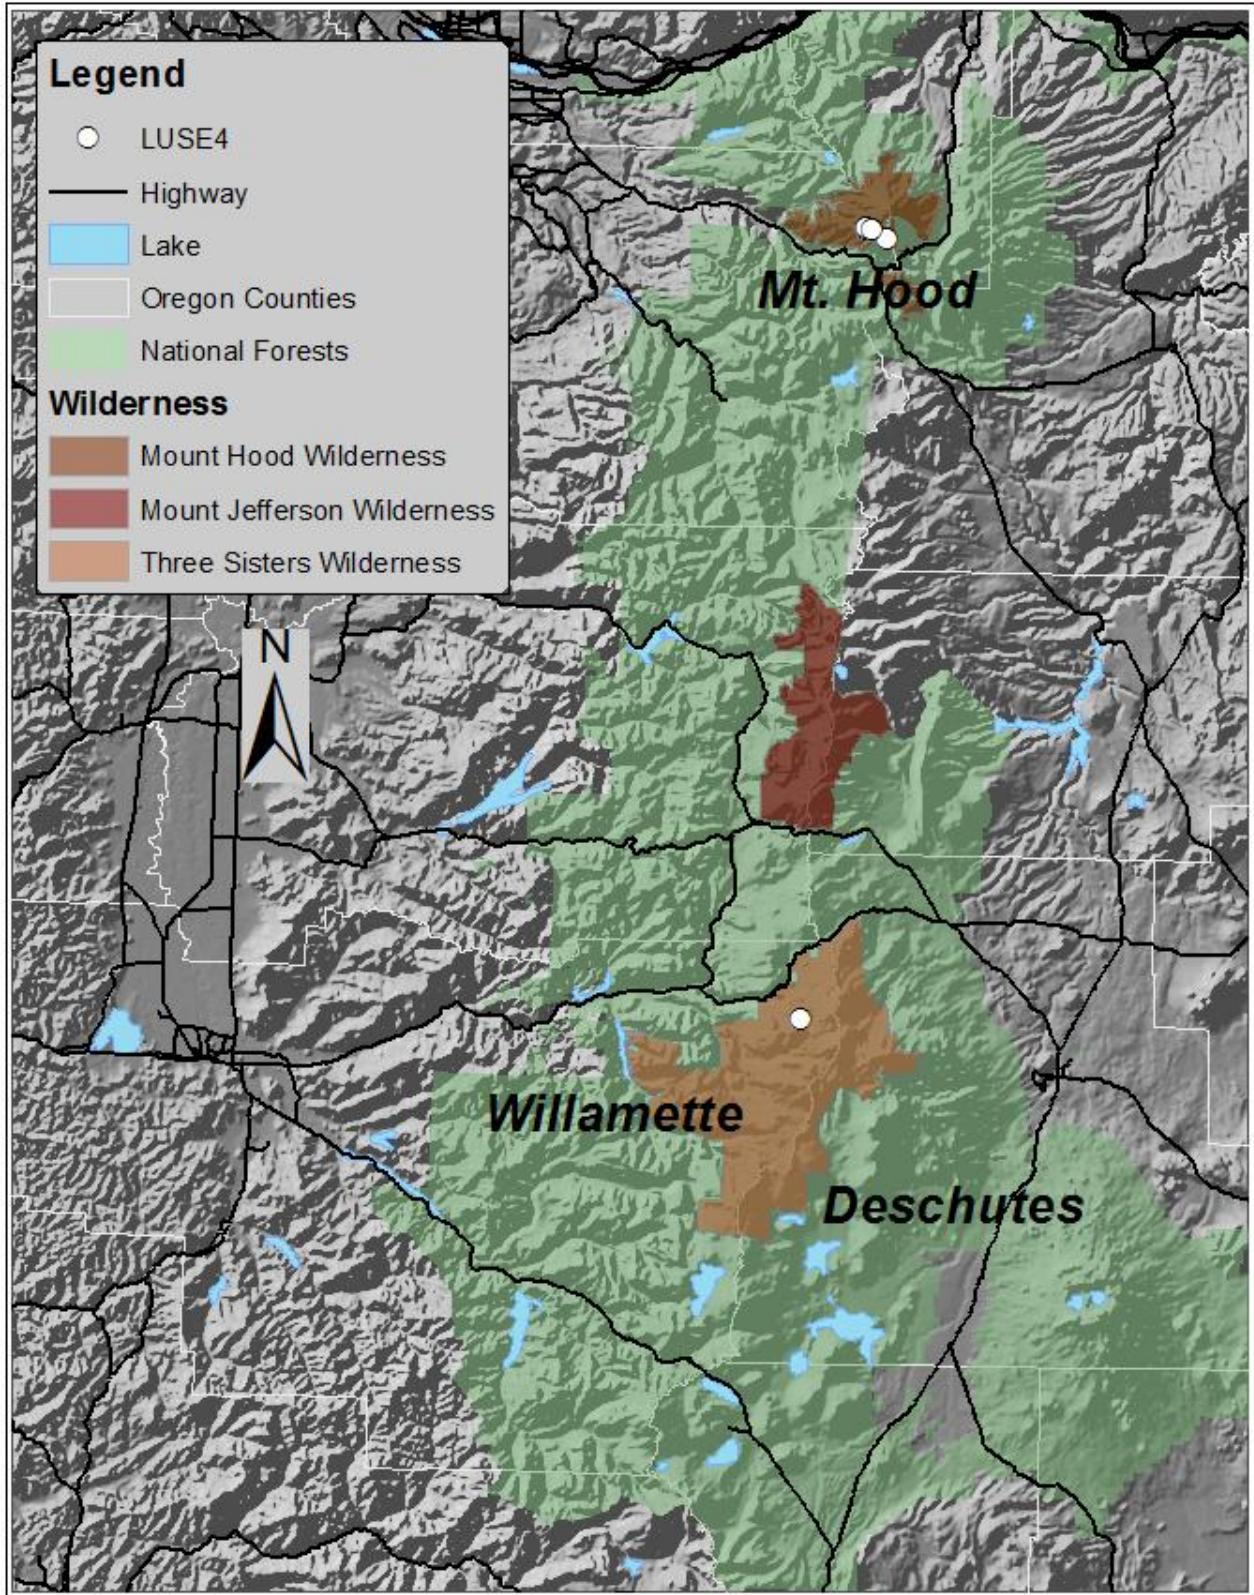 Legend
LUSE4
Highway
Lake
Oregon Counties
National Forests
Wilderness
Mount Hood Wilderness
Mount Jefferson Wilderness
Three Sisters Wilderness
N
Mt. Hood
Willamette
Deschutes